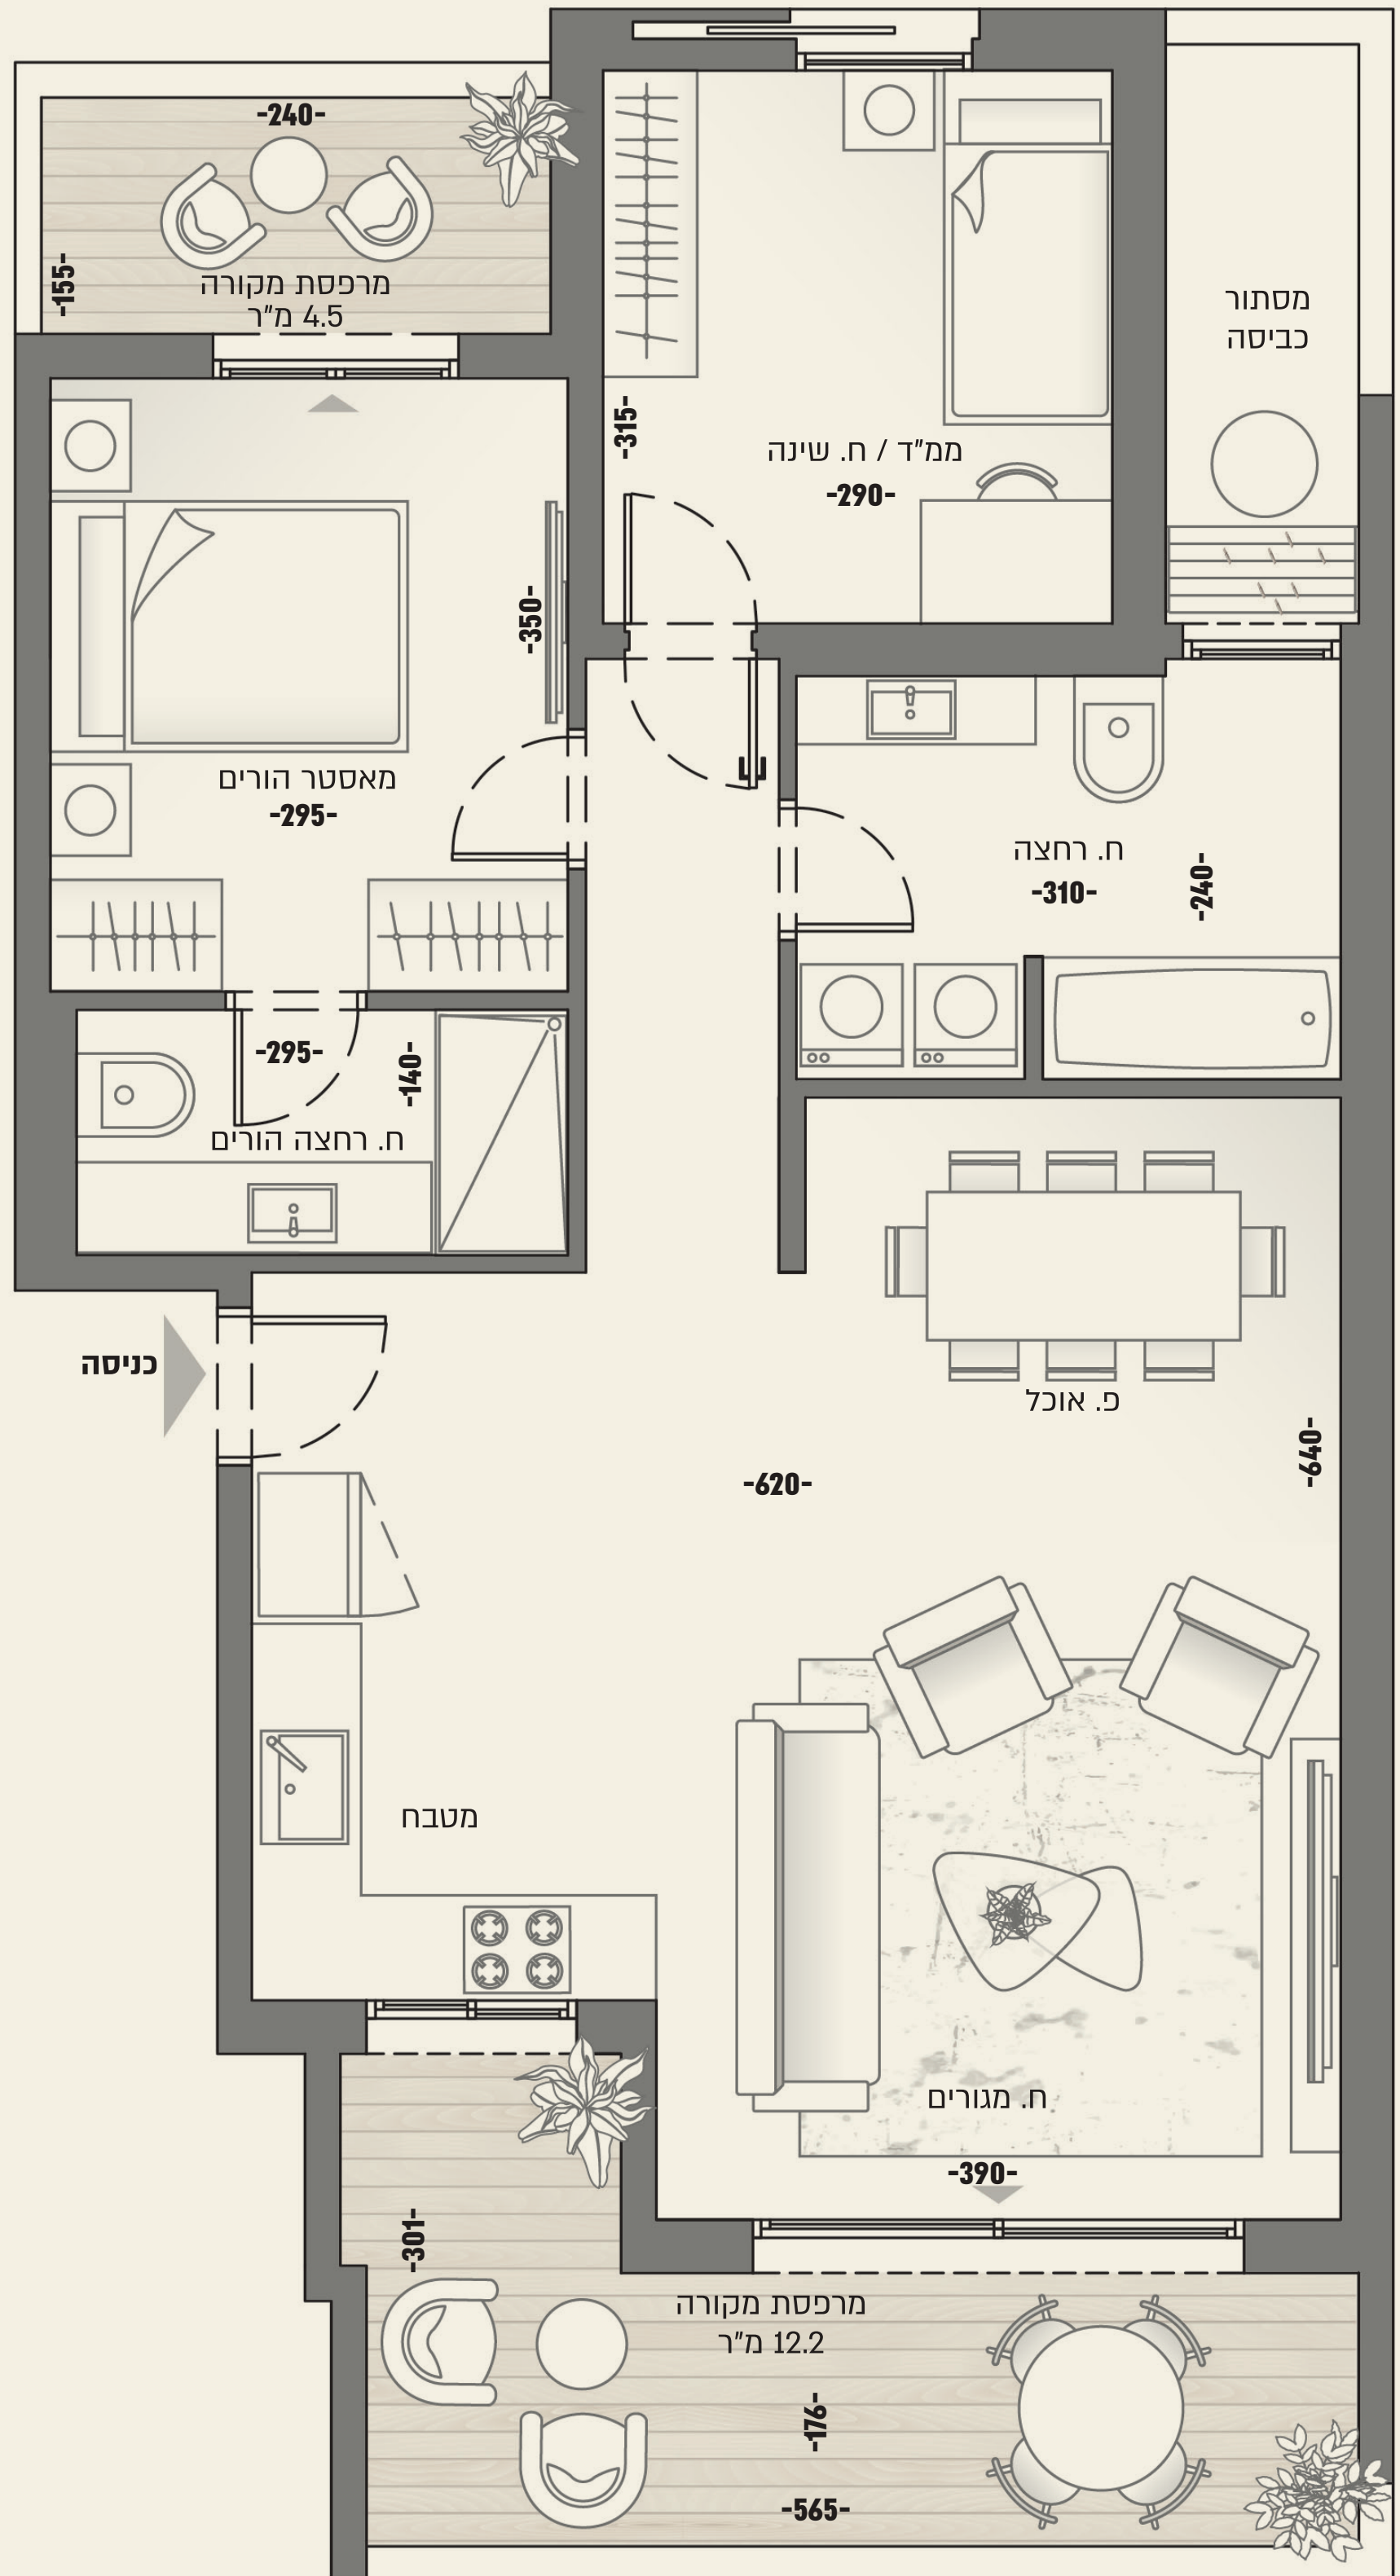 -240-
-155-
מרפסת מקורה
4.5 מ"ר
מסתור
כביסה
-315-
ממ"ד / ח. שינה
-290-
-350-
מאסטר הורים
-295-
ח. רחצה
-310-
-240-
-295-
-140-
ח. רחצה הורים
כניסה
פ. אוכל
-640-
-620-
מטבח
ח. מגורים
-390-
-301-
מרפסת מקורה
12.2 מ"ר
-176-
-565-